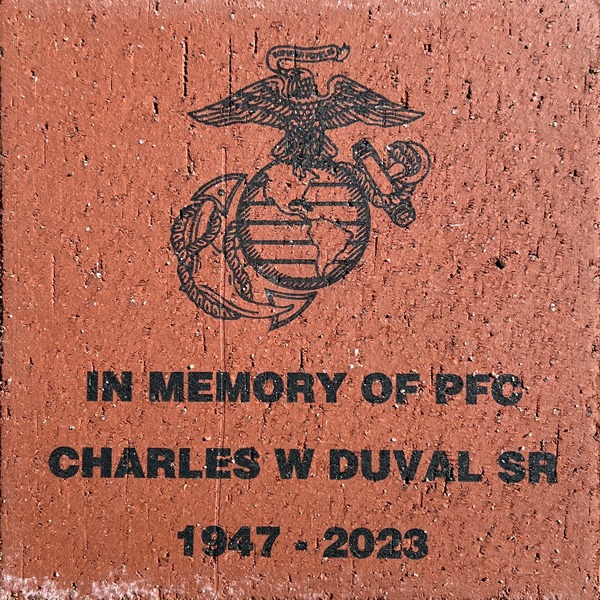 IN MEMORY OF PFC
CHARLES W DUVAL SR
1947 - 2023